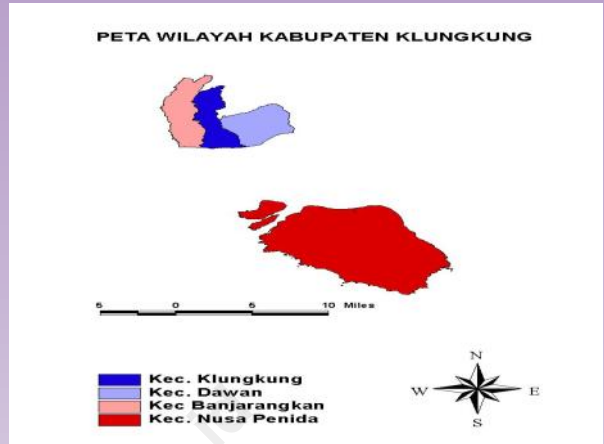 PETA WILAYAH KABUPATEN KLUNGKUNG
5 0 5 10 Miles
Kec. Klungkung
Kec. Dawan
Kec Banjarangkan
Kec. Nusa Penida
N
W E
S